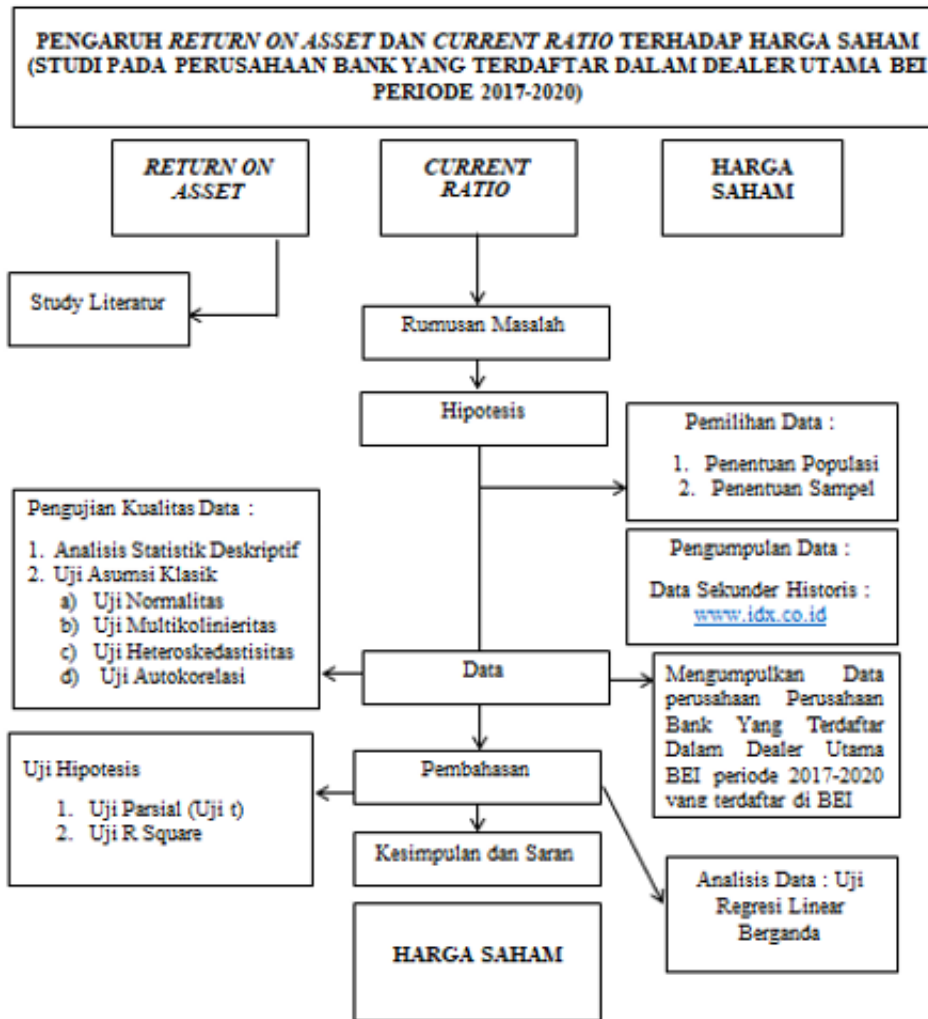 PENGARUH RETURN ON ASSET DAN CURRENT RATIO TERHADAP HARGA SAHAM
(STUDI PADA PERUSAHAAN BANK YANG TERDAFTAR DALAM DEALER UTAMA BEI
PERIODE 2017-2020)
RETURN ON
ASSET
CURRENT
RATIO
HARGA
SAHAM
Study Literatur
Rumusan Masalah
Hipotesis
Pemilihan Data :
1. Penentuan Populasi
2. Penentuan Sampel
Pengujian Kualitas Data :
1. Analisis Statistik Deskriptif
2. Uji Asumsi Klasik
a) Uji Normalitas
b) Uji Multikolinieritas
c) Uji Heteroskedastisitas
d) Uji Autokorelasi
Pengumpulan Data :
Data Sekunder Historis :
www.idx.co.id
Data
Mengumpulkan Data
perusahaan Perusahaan
Bank Yang Terdaftar
Dalam Dealer Utama
BEI periode 2017-2020
yang terdaftar di BEI
Uji Hipotesis
1. Uji Parsial (Uji t)
2. Uji R Square
Pembahasan
Kesimpulan dan Saran
Analisis Data : Uji
Regresi Linear
Berganda
HARGA SAHAM